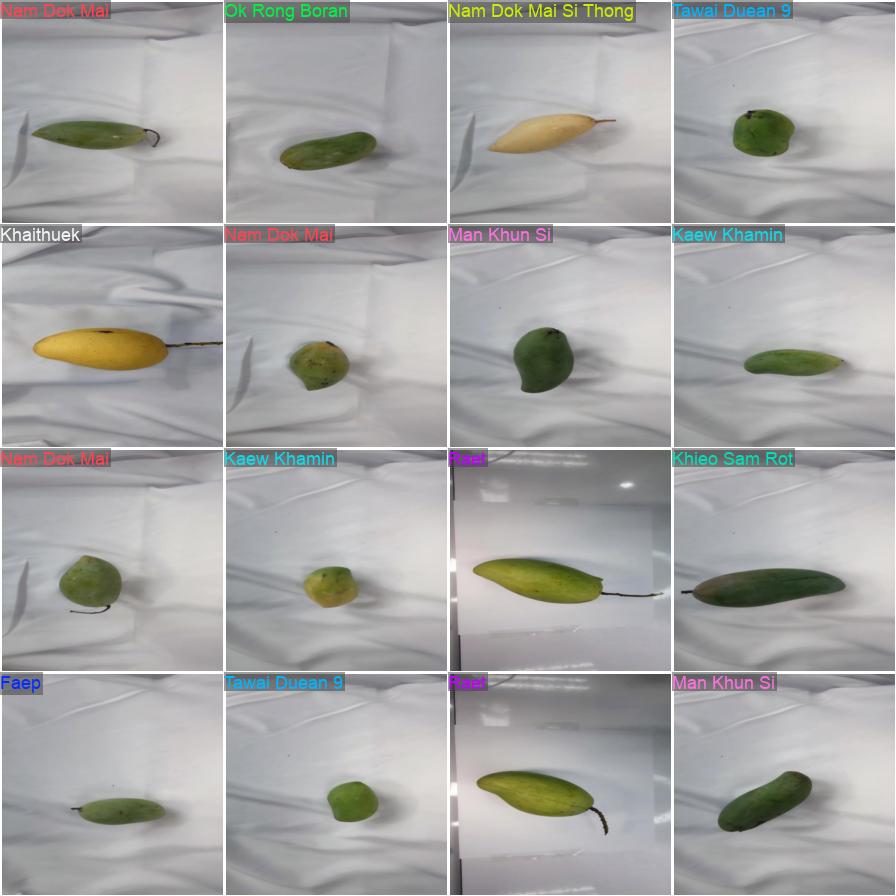 Nam Dok Mai
Ok Rong Boran
Nam Dok Mai Si Thong
Tawai Duean 9
Khaithuek
Nam Dok Mai
Man Khun Si
Kaew Khamin
Nam Dok Mai
Kaew Khamin
Raet
Khieo Sam Rot
Faep
Tawai Duean 9
Raet
Man Khun Si